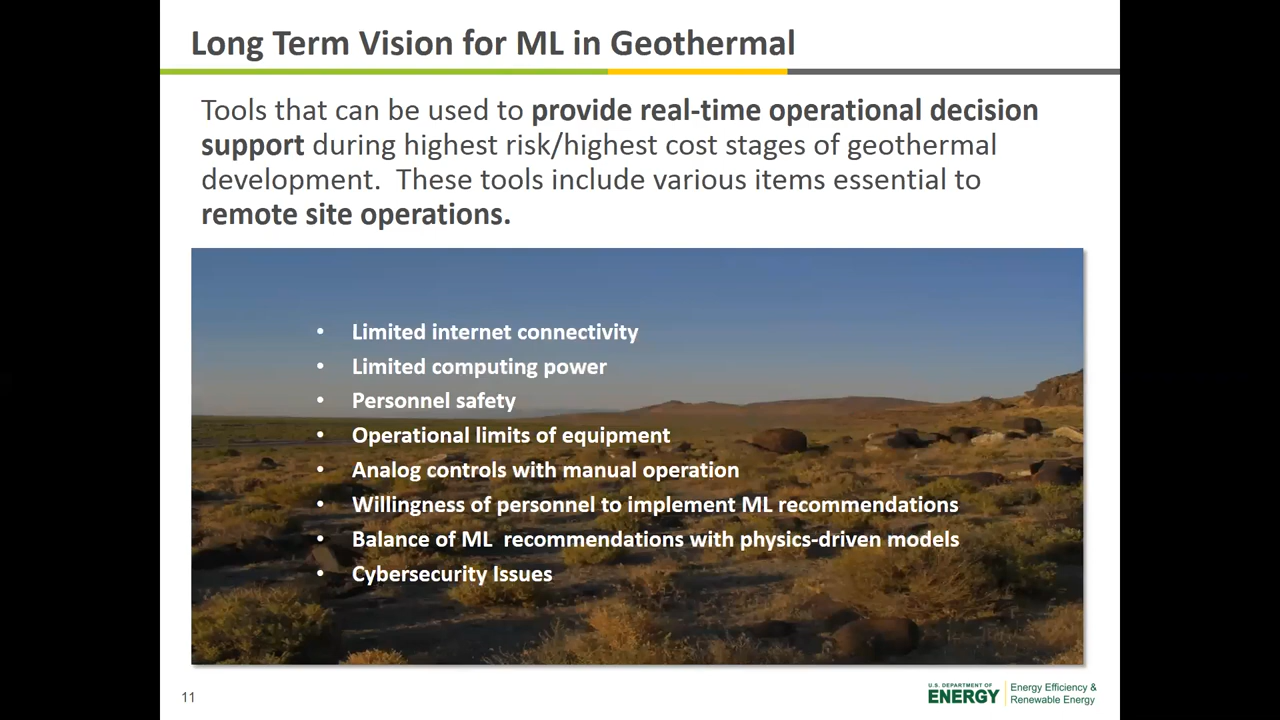 Long Term Vision for ML in Geothermal
Tools that can be used to provide real-time operational decision
support during highest risk/highest cost stages of geothermal
development.  These tools include various items essential to
remote site operations.
• Limited internet connectivity
• Limited computing power
• Personnel safety
• Operational limits of equipment
• Analog controls with manual operation
• Willingness of personnel to implement ML recommendations
• Balance of ML  recommendations with physics-driven models
• Cybersecurity Issues
11
U.S. DEPARTMENT OF
ENERGY
Energy Efficiency &
Renewable Energy